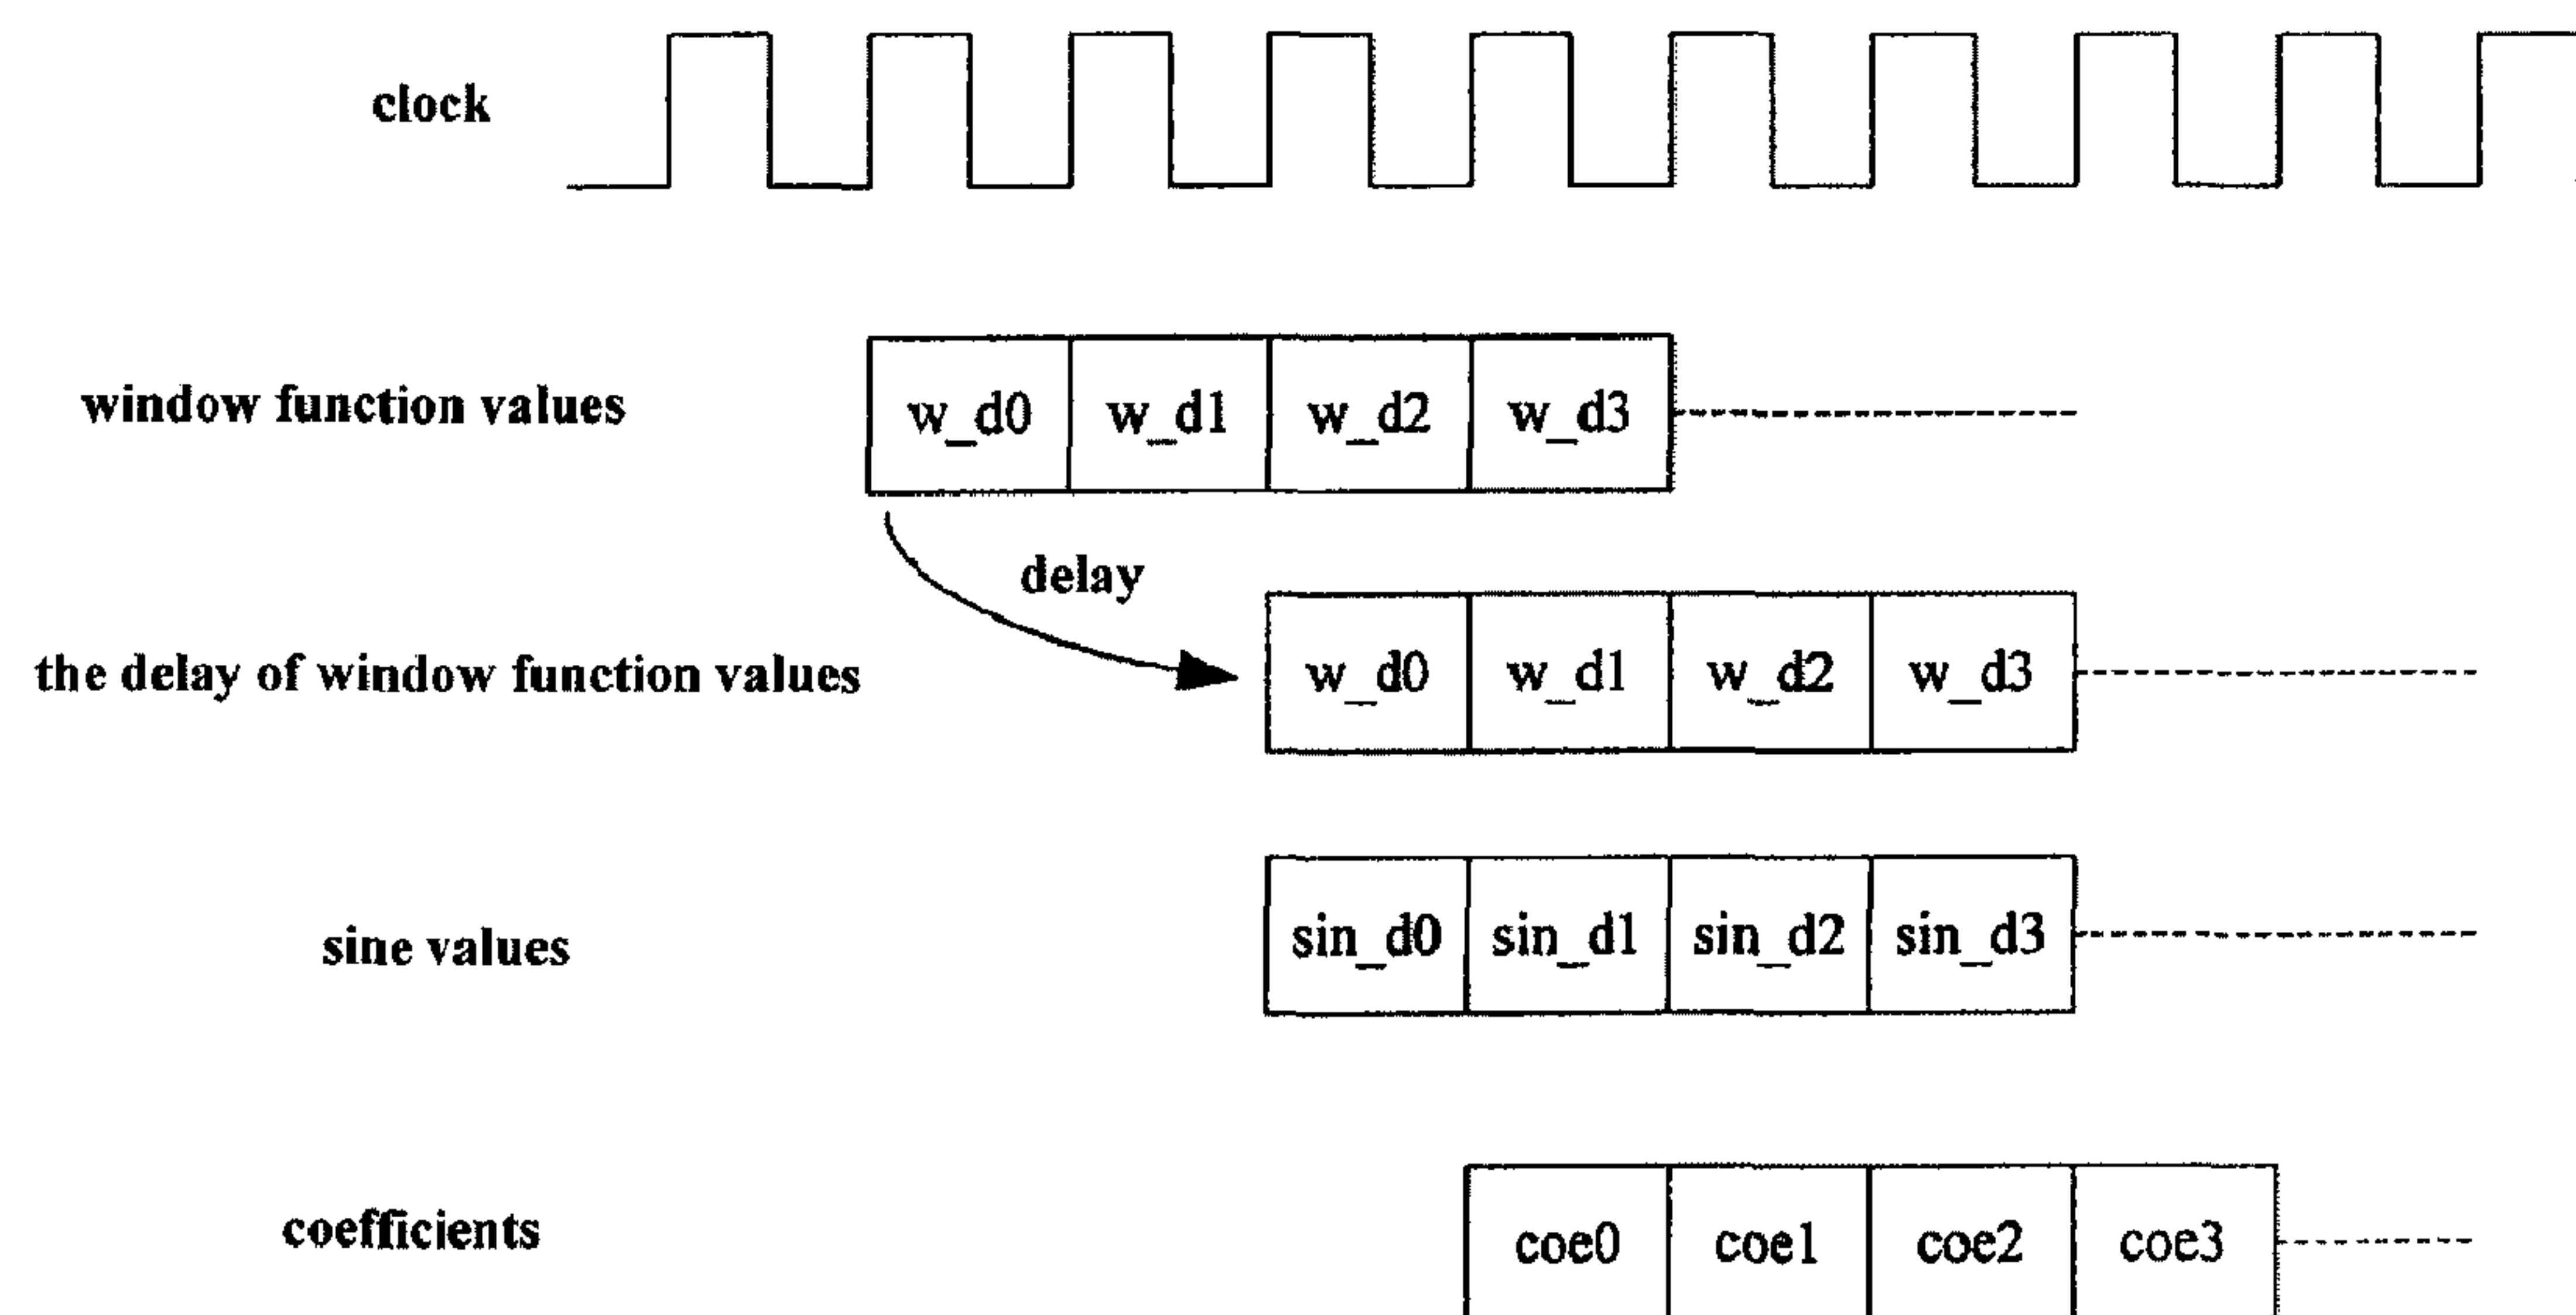 clock
window function values
w_d0 w_d1 w_d2 w_d3
delay
the delay of window function values
w_d0 w_d1 w_d2 w_d3
sine values
sin_d0 sin_d1 sin_d2 sin_d3
coefficients
coe0 coe1 coe2 coe3